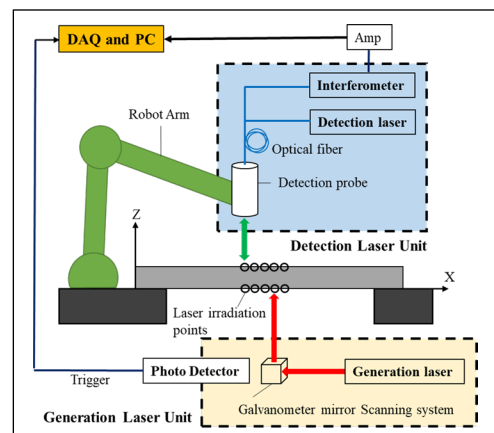 DAQ and PC
Amp
Interferometer
Robot Arm
Detection laser
Optical fiber
Detection probe
Z
Detection Laser Unit
X
Laser irradiation
points
Photo Detector
Generation laser
Trigger
Galvanometer mirror Scanning system
Generation Laser Unit